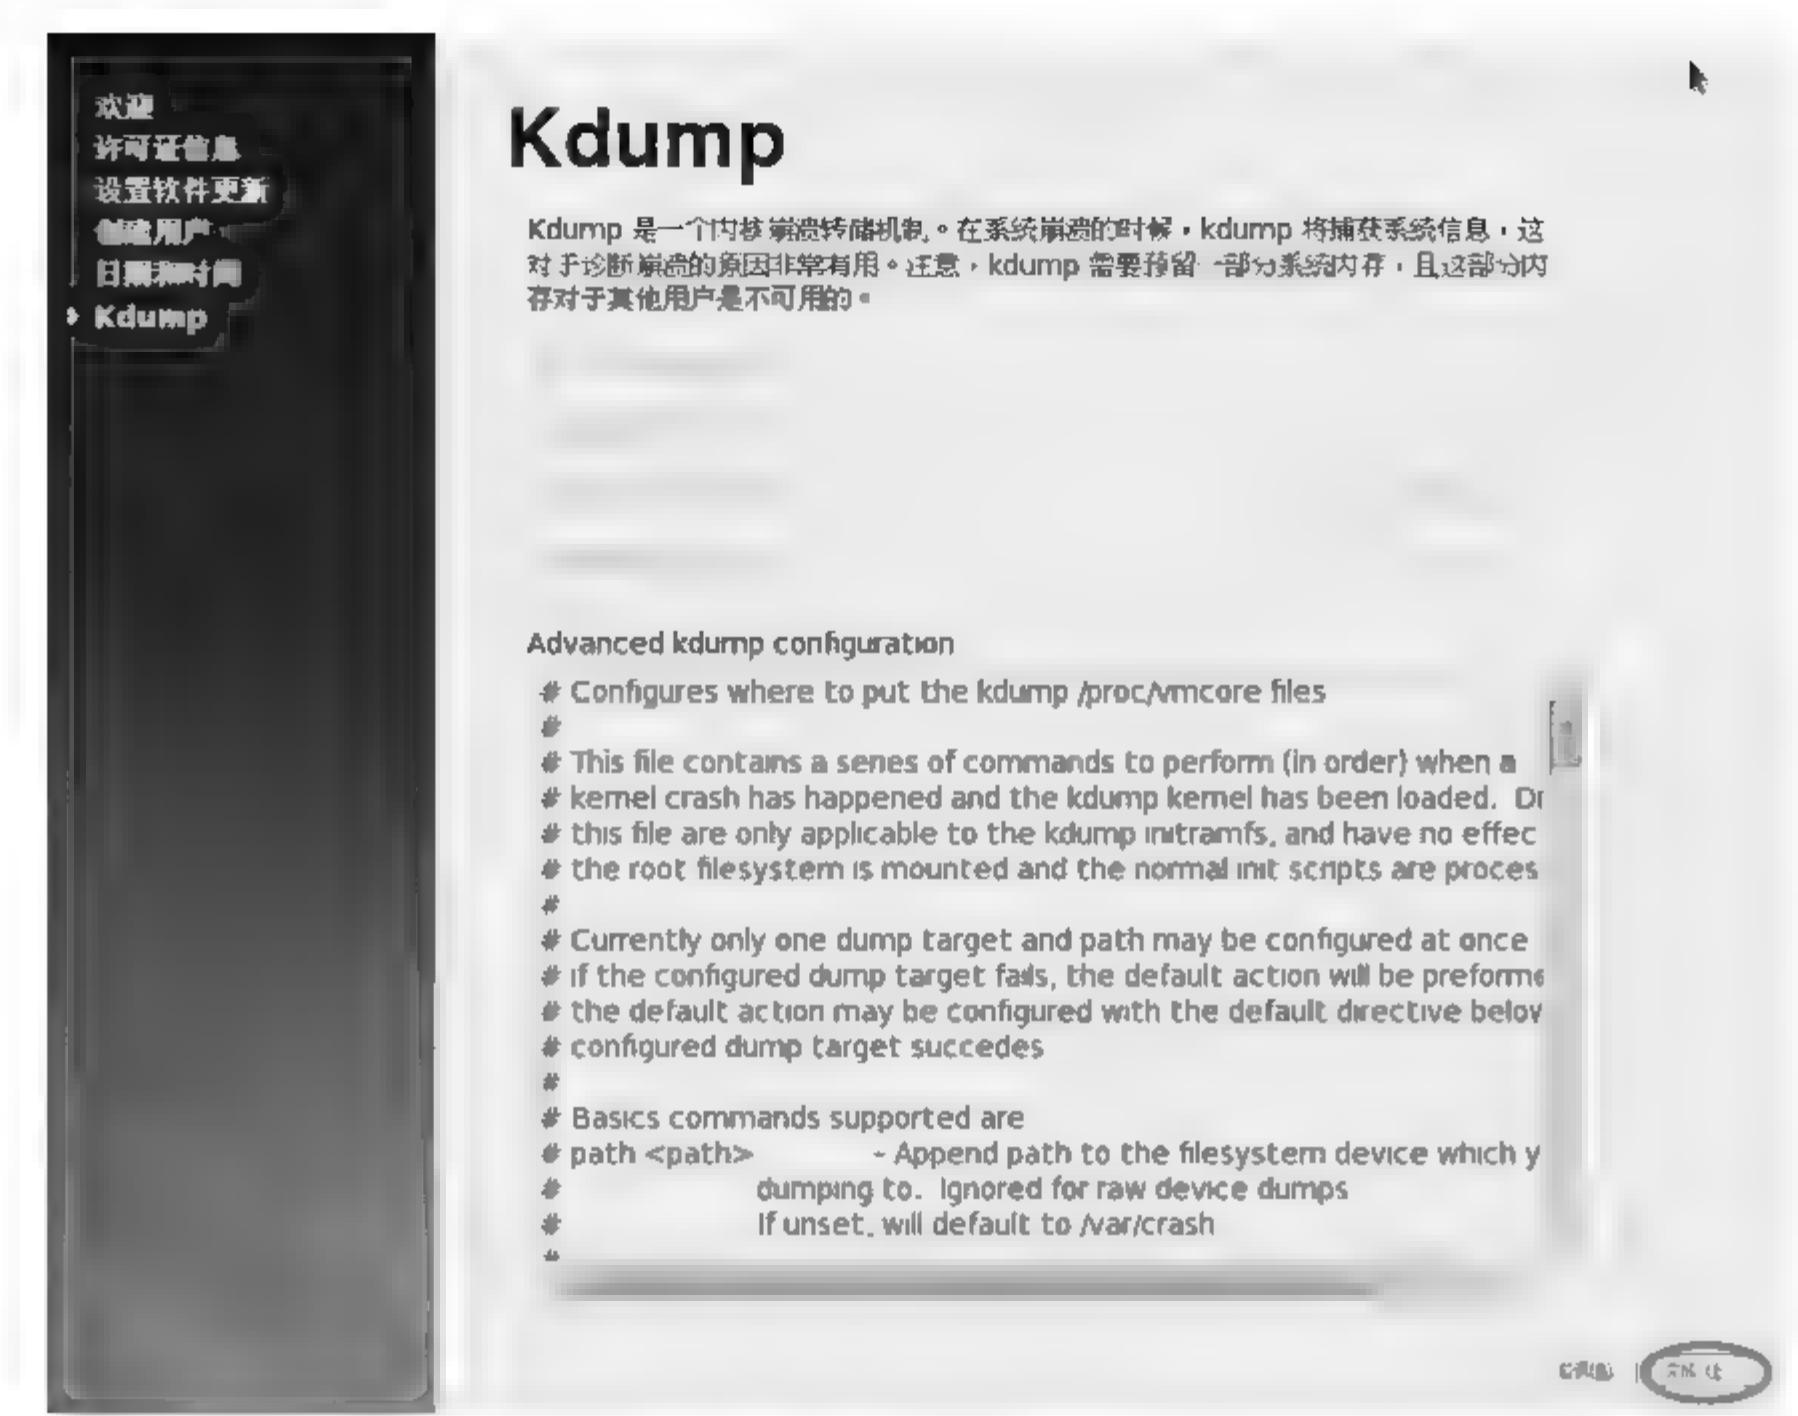 欢迎
许可证信息
设置软件更新
创建用户
日期和时间
Kdump
Kdump
Kdump 是一个内核崩溃转储机制。在系统崩溃的时候，kdump 将捕获系统信息，这
对于诊断崩溃的原因非常有用。注意，kdump 需要预留一部分系统内存，且这部分内
存对于其他用户是不可用的。
Advanced kdump configuration
# Configures where to put the kdump /proc/vmcore files
#
# This file contains a series of commands to perform (in order) when a
# kernel crash has happened and the kdump kernel has been loaded.  Di
# this file are only applicable to the kdump initramfs, and have no effec
# the root filesystem is mounted and the normal init scripts are proces
#
# Currently only one dump target and path may be configured at once
# if the configured dump target fails, the default action will be preforme
# the default action may be configured with the default directive below
# configured dump target succedes
#
# Basics commands supported are
# path <path>              - Append path to the filesystem device which y
#                      dumping to.  Ignored for raw device dumps
#                      If unset, will default to /var/crash
#